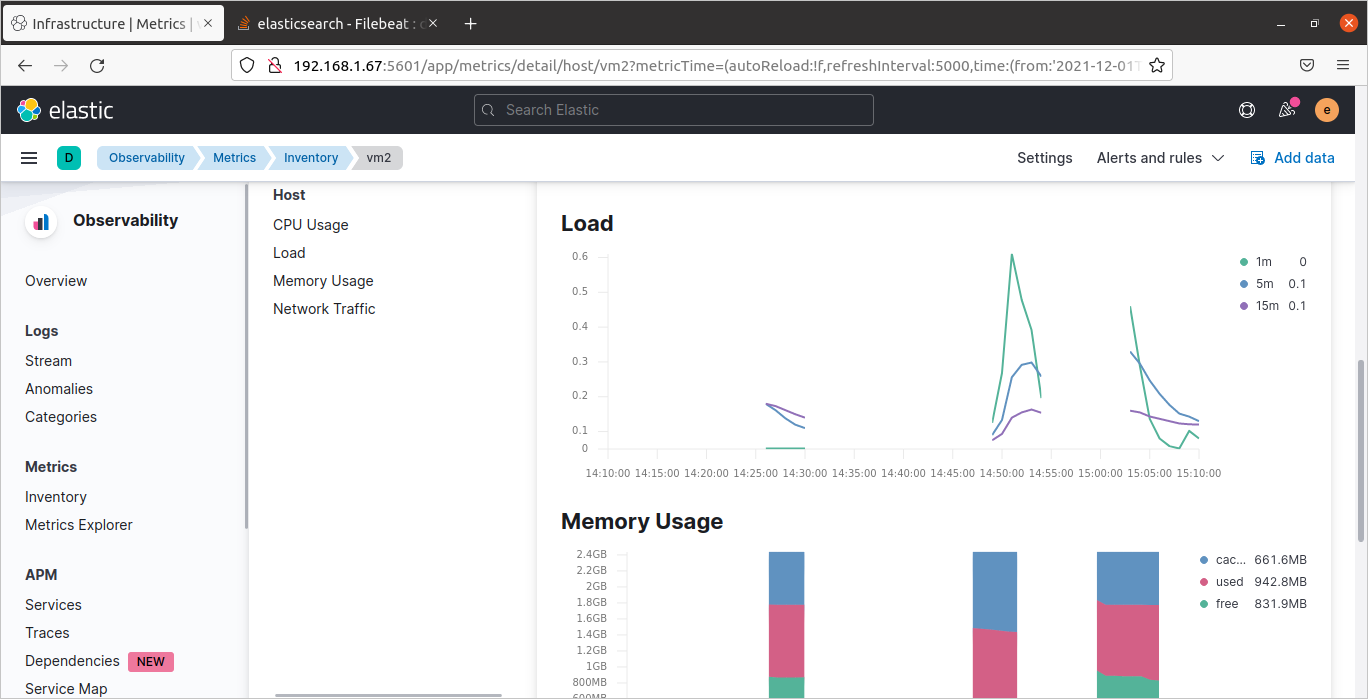 Infrastructure | Metrics |
elasticsearch - Filebeat :
192.168.1.67:5601/app/metrics/detail/host/vm2?metricTime=(autoReload:!f,refreshInterval:5000,time:(from:'2021-12-01T
elastic
Search Elastic
e
D
Observability
Metrics
Inventory
vm2
Settings
Alerts and rules
Add data
Observability
Overview
Logs
Stream
Anomalies
Categories
Metrics
Inventory
Metrics Explorer
APM
Services
Traces
Dependencies NEW
Service Map
Host
CPU Usage
Load
Memory Usage
Network Traffic
Load
0.6
0.5
0.4
0.3
0.2
0.1
0
14:10:00 14:15:00 14:20:00 14:25:00 14:30:00 14:35:00 14:40:00 14:45:00 14:50:00 14:55:00 15:00:00 15:05:00 15:10:00
1m 0
5m 0.1
15m 0.1
Memory Usage
2.4GB
2.2GB
2GB
1.8GB
1.6GB
1.4GB
1.2GB
1GB
800MB
600MB
cac... 661.6MB
used 942.8MB
free 831.9MB